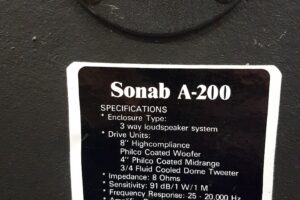 Sonab A-200
SPECIFICATIONS
* Enclosure Type:
3 way loudspeaker system
* Drive Units:
8" Highcompliance
Philco Coated Woofer
4" Philco Coated Midrange
3/4 Fluid Cooled Dome Tweeter
* Impedance: 8 Ohms
* Sensitivity: 91 dB/1 W/1 M
* Frequency Response: 25 - 20.000 Hz